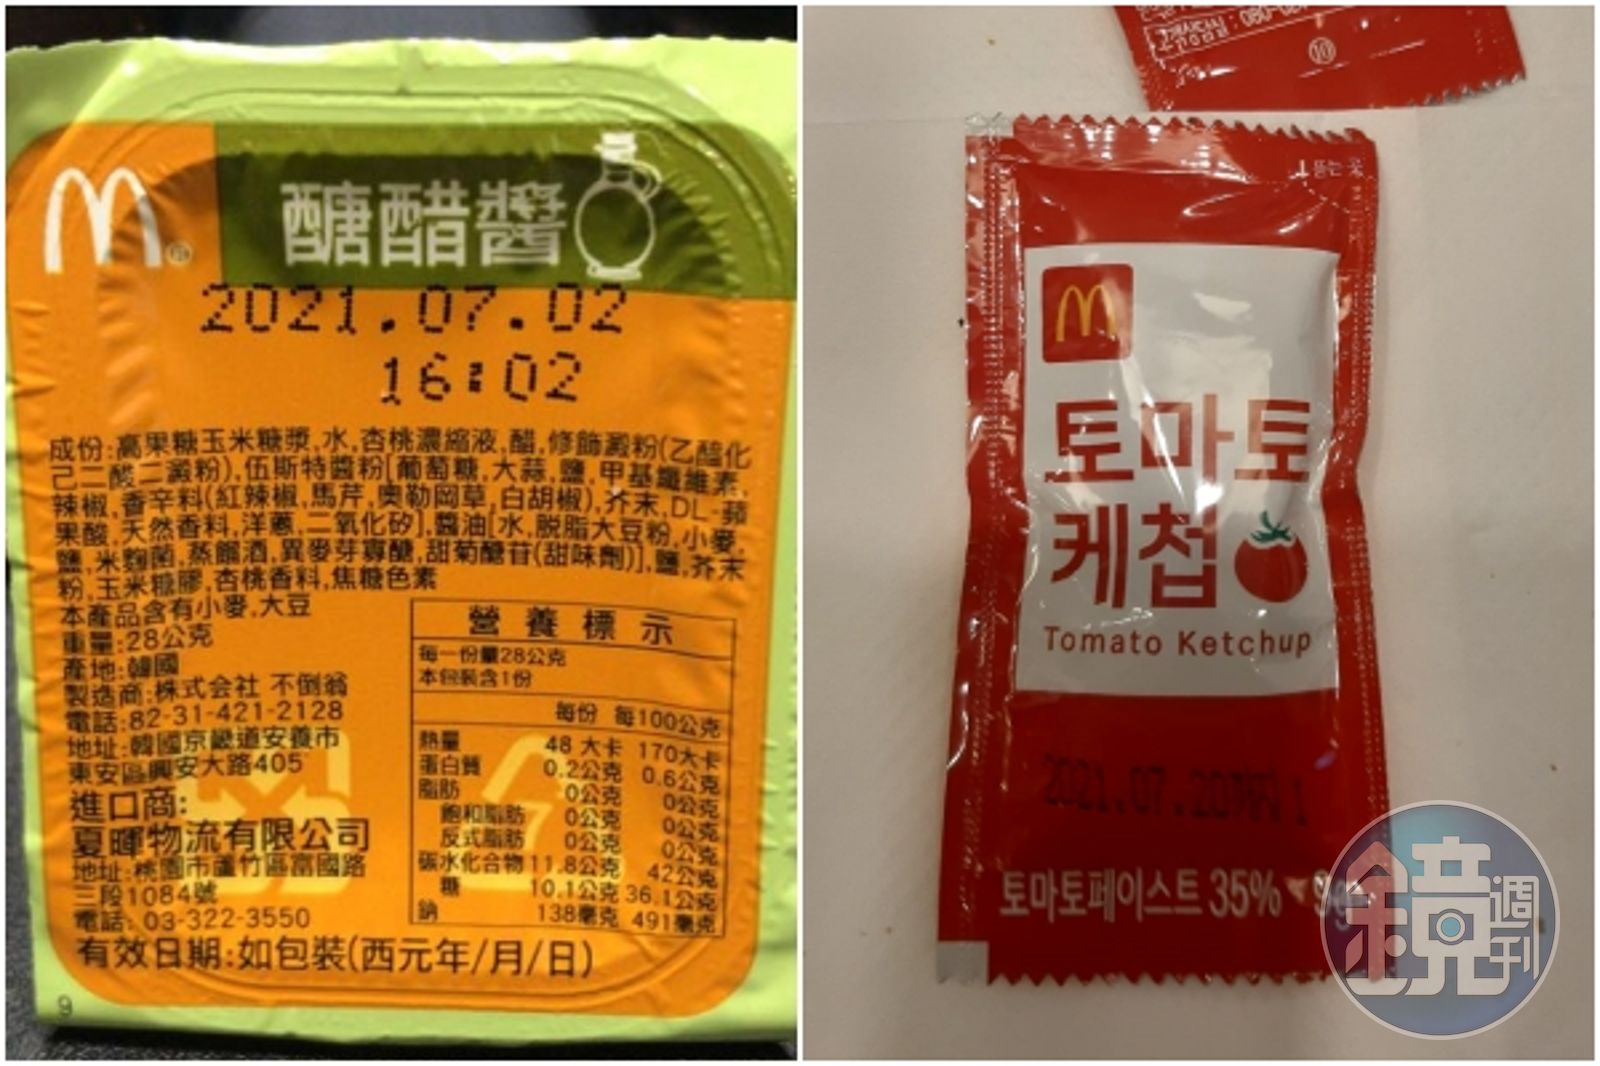 醣醋醬
2021.07.02
16:02
成份:高果糖玉米糖漿,水,杏桃濃縮液,醋,修飾澱粉(乙醯化
己二酸二澱粉),伍斯特醬粉[葡萄糖,大蒜,鹽,甲基纖維素,
辣椒,香辛料(紅辣椒,馬芹,奧勒岡草,白胡椒),芥末,DL-蘋
果酸,天然香料,洋蔥,二氧化矽],醬油[水,脫脂大豆粉,小麥,
鹽,米麴菌,蒸餾酒,異麥芽寡醣,甜菊醣苷(甜味劑)],鹽,芥末
粉,玉米糖膠,杏桃香料,焦糖色素
本產品含有小麥,大豆
重量:28公克
產地:韓國
製造商:株式会社 不倒翁
電話:82-31-421-2128
地址:韓國京畿道安養市
東安區興安大路405
進口商:
夏暉物流有限公司
地址:桃園市蘆竹區富國路
三段1084號
電話: 03-322-3550
有效日期:如包裝(西元年/月/日)
9
營養標示
每一份量28公克
本包裝含1份
每份 每100公克
熱量 48 大卡 170大卡
蛋白質 0.2公克 0.6公克
脂肪 0公克 0公克
飽和脂肪 0公克 0公克
反式脂肪 0公克 0公克
碳水化合物 11.8公克 42公克
糖 10.1公克 36.1公克
鈉 138毫克 491毫克
고객상담실 : 080-
⑩
뜯는 곳
토마토
케첩
Tomato Ketchup
2021.07.20까지 1
토마토페이스트 35%
鏡週刊